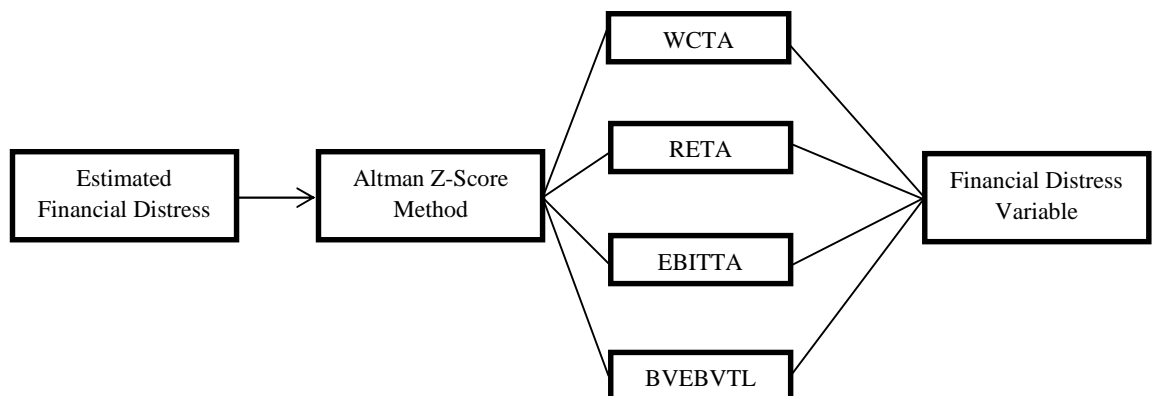 Estimated
Financial Distress
Altman Z-Score
Method
WCTA
RETA
EBITTA
BVEBVTL
Financial Distress
Variable